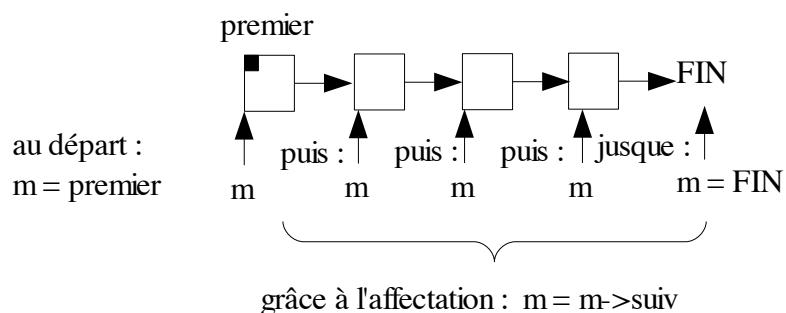 premier
FIN
au départ :
m = premier
puis :
puis :
puis :
jusque :
m
m
m
m
m = FIN
grâce à l'affectation : m = m->suiv